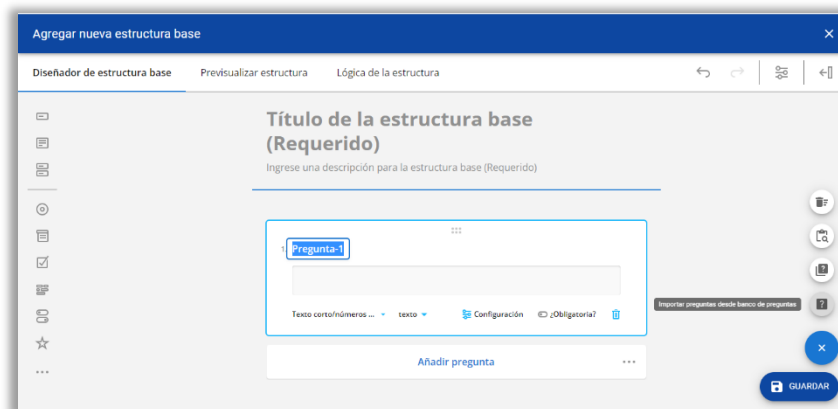 Agregar nueva estructura base
Diseñador de estructura base
Previsualizar estructura
Lógica de la estructura
Título de la estructura base
(Requerido)
Ingrese una descripción para la estructura base (Requerido)
1. Pregunta-1
Importar preguntas desde banco de preguntas
Texto corto/números ...
texto
Configuración
¿Obligatoria?
Añadir pregunta
GUARDAR